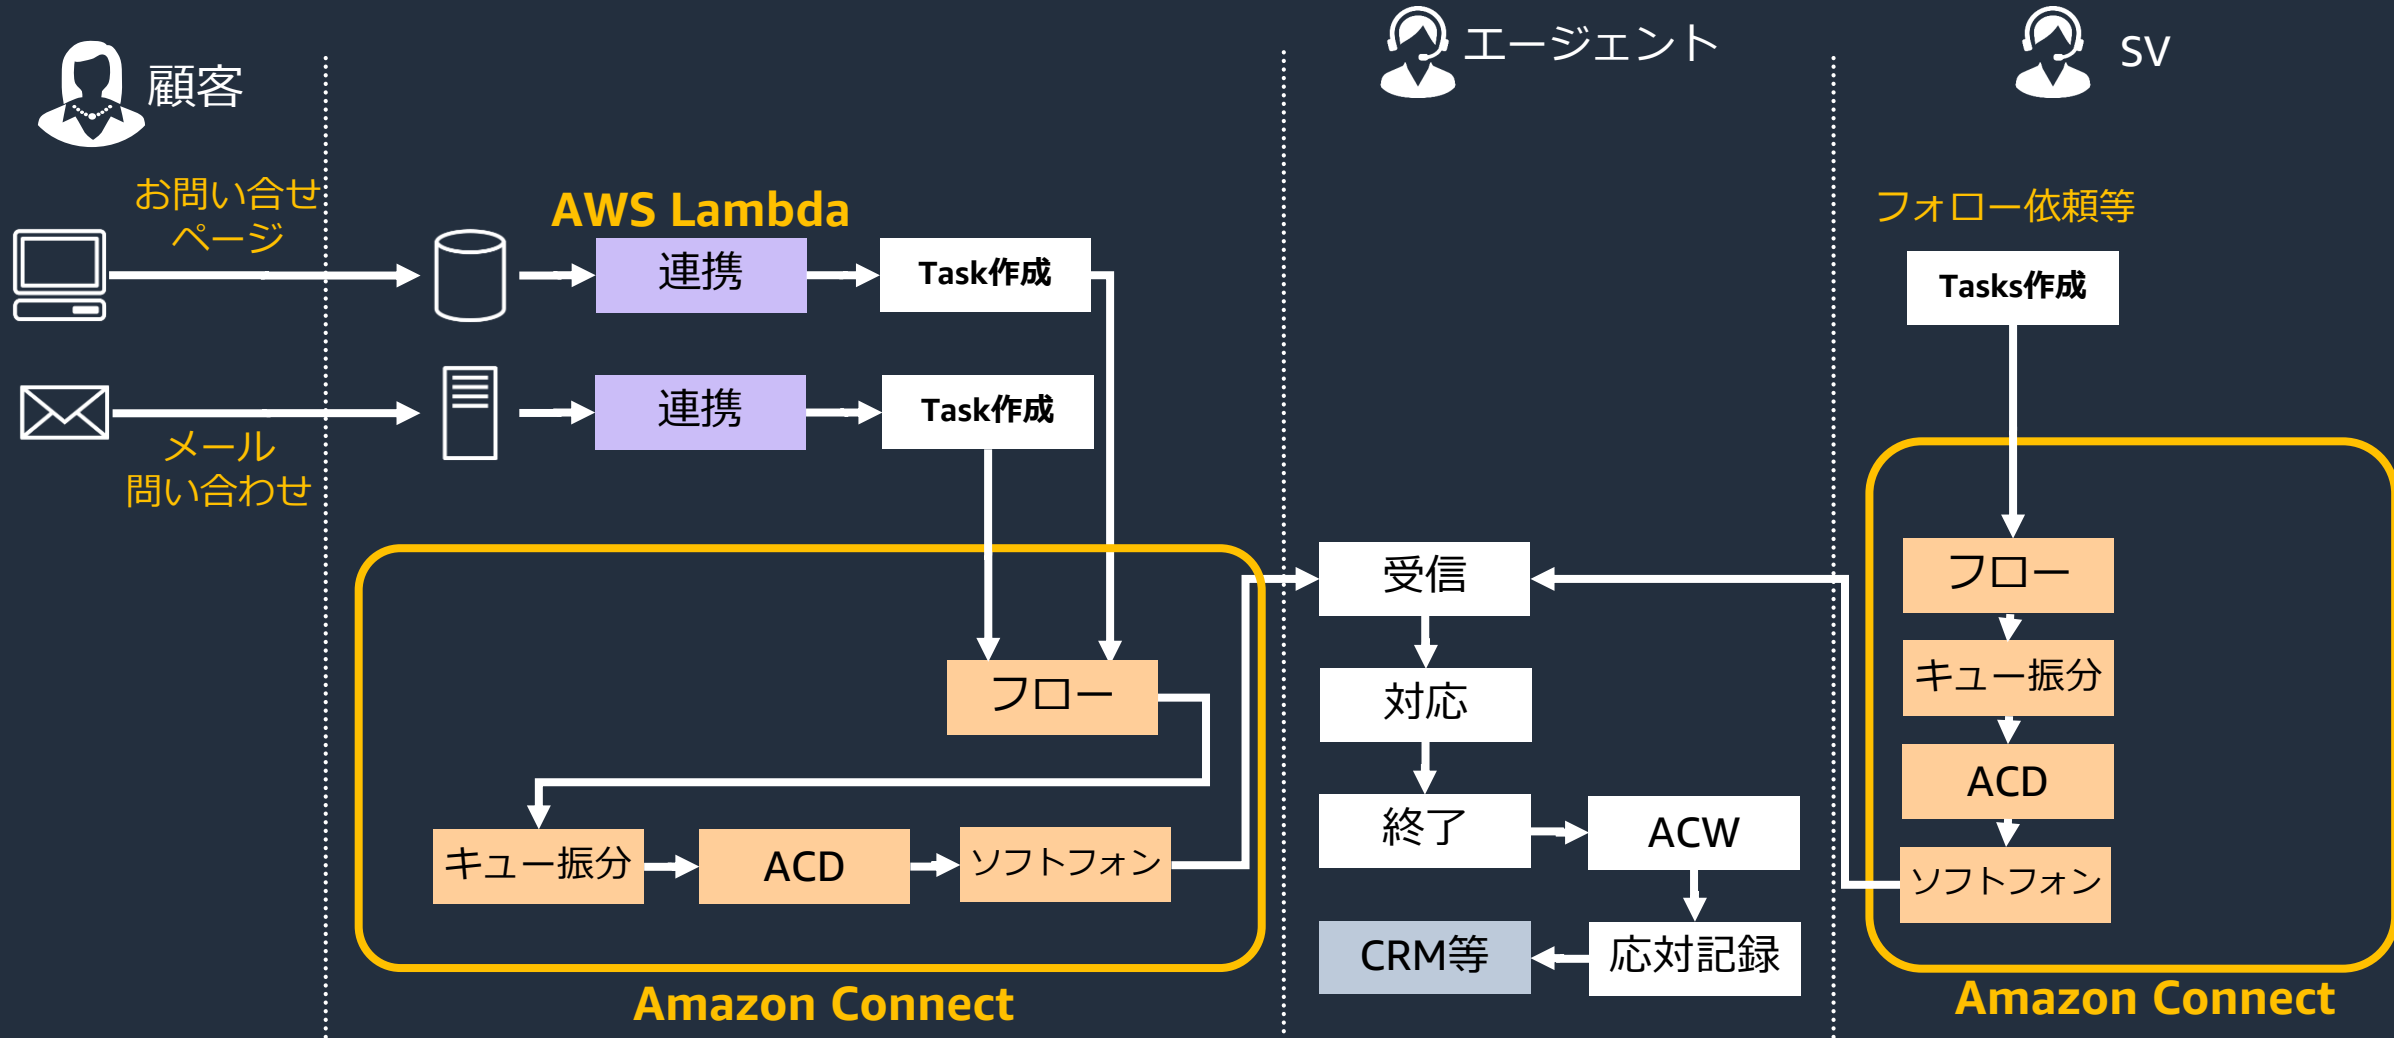 顧客
エージェント
SV
お問い合せ
ページ
AWS Lambda
連携
Task作成
メール
問い合わせ
連携
Task作成
フロー
キュー振分
ACD
ソフトフォン
Amazon Connect
受信
対応
終了
ACW
応対記録
CRM等
フォロー依頼等
Tasks作成
フロー
キュー振分
ACD
ソフトフォン
Amazon Connect